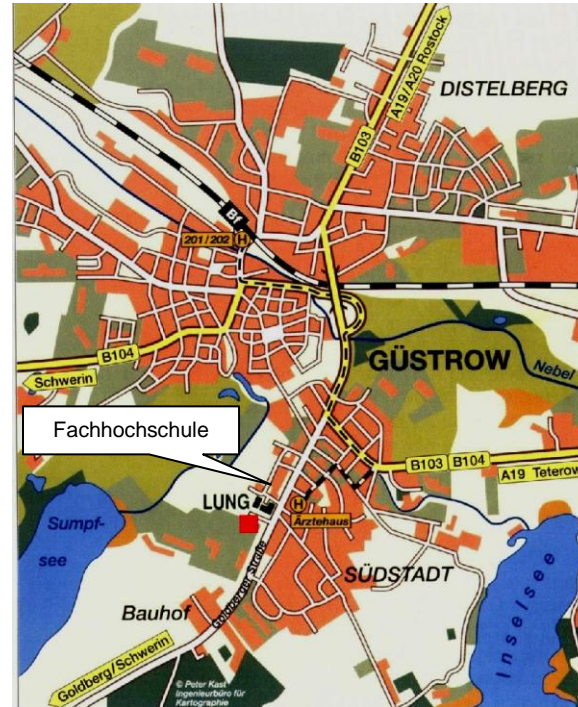 A19/A20 Rostock
DISTELBERG
B103
Bf
201/202 H
GÜSTROW
B104
Schwerin
Nebel
Fachhochschule
B103 B104
A19 Teterow
LUNG
H
Ärztehaus
Sumpf-
see
SÜDSTADT
Goldberger Straße
Inselsee
Bauhof
Goldberg/Schwerin
© Peter Kast
Ingenieurbüro für
Kartographie